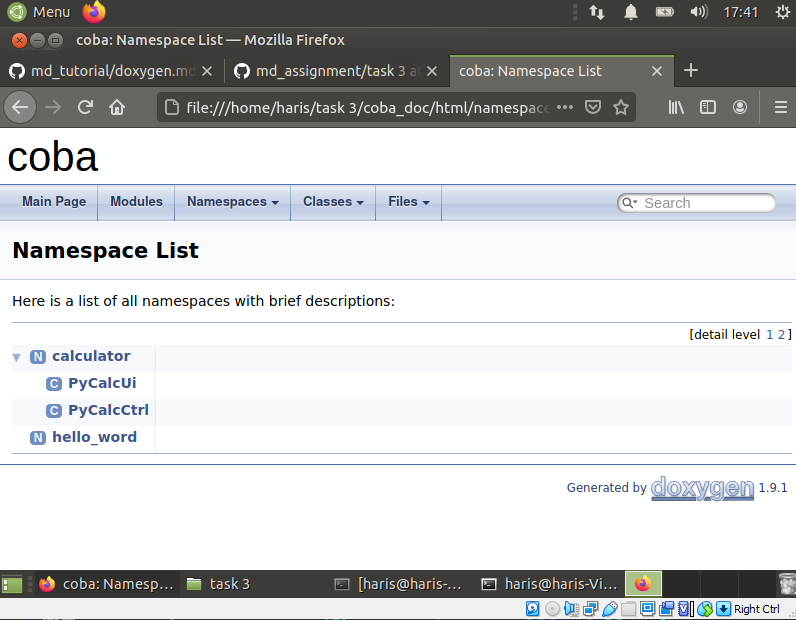 Menu
17:41
coba: Namespace List — Mozilla Firefox
md_tutorial/doxygen.md
md_assignment/task 3 a
coba: Namespace List
file:///home/haris/task 3/coba_doc/html/namespace
coba
Main Page
Modules
Namespaces
Classes
Files
Search
Namespace List
Here is a list of all namespaces with brief descriptions:
[detail level 1 2]
N calculator
C PyCalcUi
C PyCalcCtrl
N hello_word
Generated by doxygen 1.9.1
coba: Namesp...
task 3
[haris@haris-...
haris@haris-Vi...
Right Ctrl